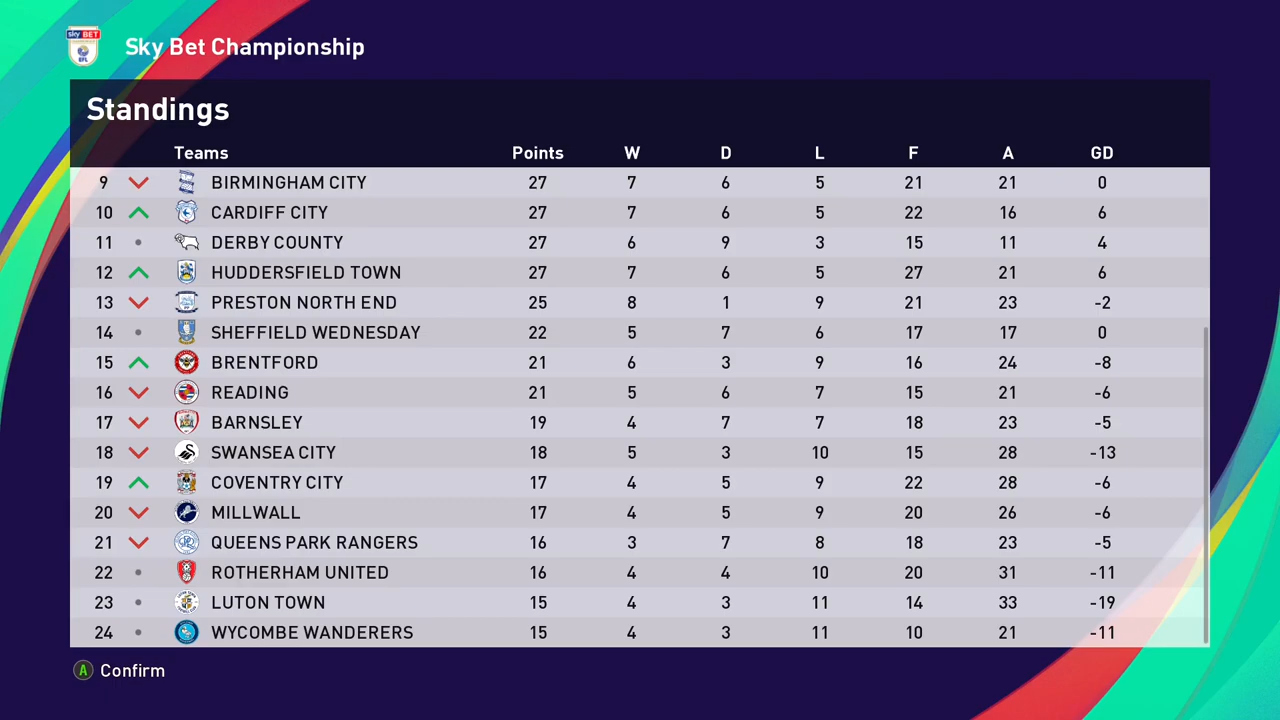 sky BET
EFL
Sky Bet Championship
Standings
Teams Points W D L F A GD
9 BIRMINGHAM CITY 27 7 6 5 21 21 0
10 CARDIFF CITY 27 7 6 5 22 16 6
11 DERBY COUNTY 27 6 9 3 15 11 4
12 HUDDERSFIELD TOWN 27 7 6 5 27 21 6
13 PRESTON NORTH END 25 8 1 9 21 23 -2
14 SHEFFIELD WEDNESDAY 22 5 7 6 17 17 0
15 BRENTFORD 21 6 3 9 16 24 -8
16 READING 21 5 6 7 15 21 -6
17 BARNSLEY 19 4 7 7 18 23 -5
18 SWANSEA CITY 18 5 3 10 15 28 -13
19 COVENTRY CITY 17 4 5 9 22 28 -6
20 MILLWALL 17 4 5 9 20 26 -6
21 QUEENS PARK RANGERS 16 3 7 8 18 23 -5
22 ROTHERHAM UNITED 16 4 4 10 20 31 -11
23 LUTON TOWN 15 4 3 11 14 33 -19
24 WYCOMBE WANDERERS 15 4 3 11 10 21 -11
A Confirm